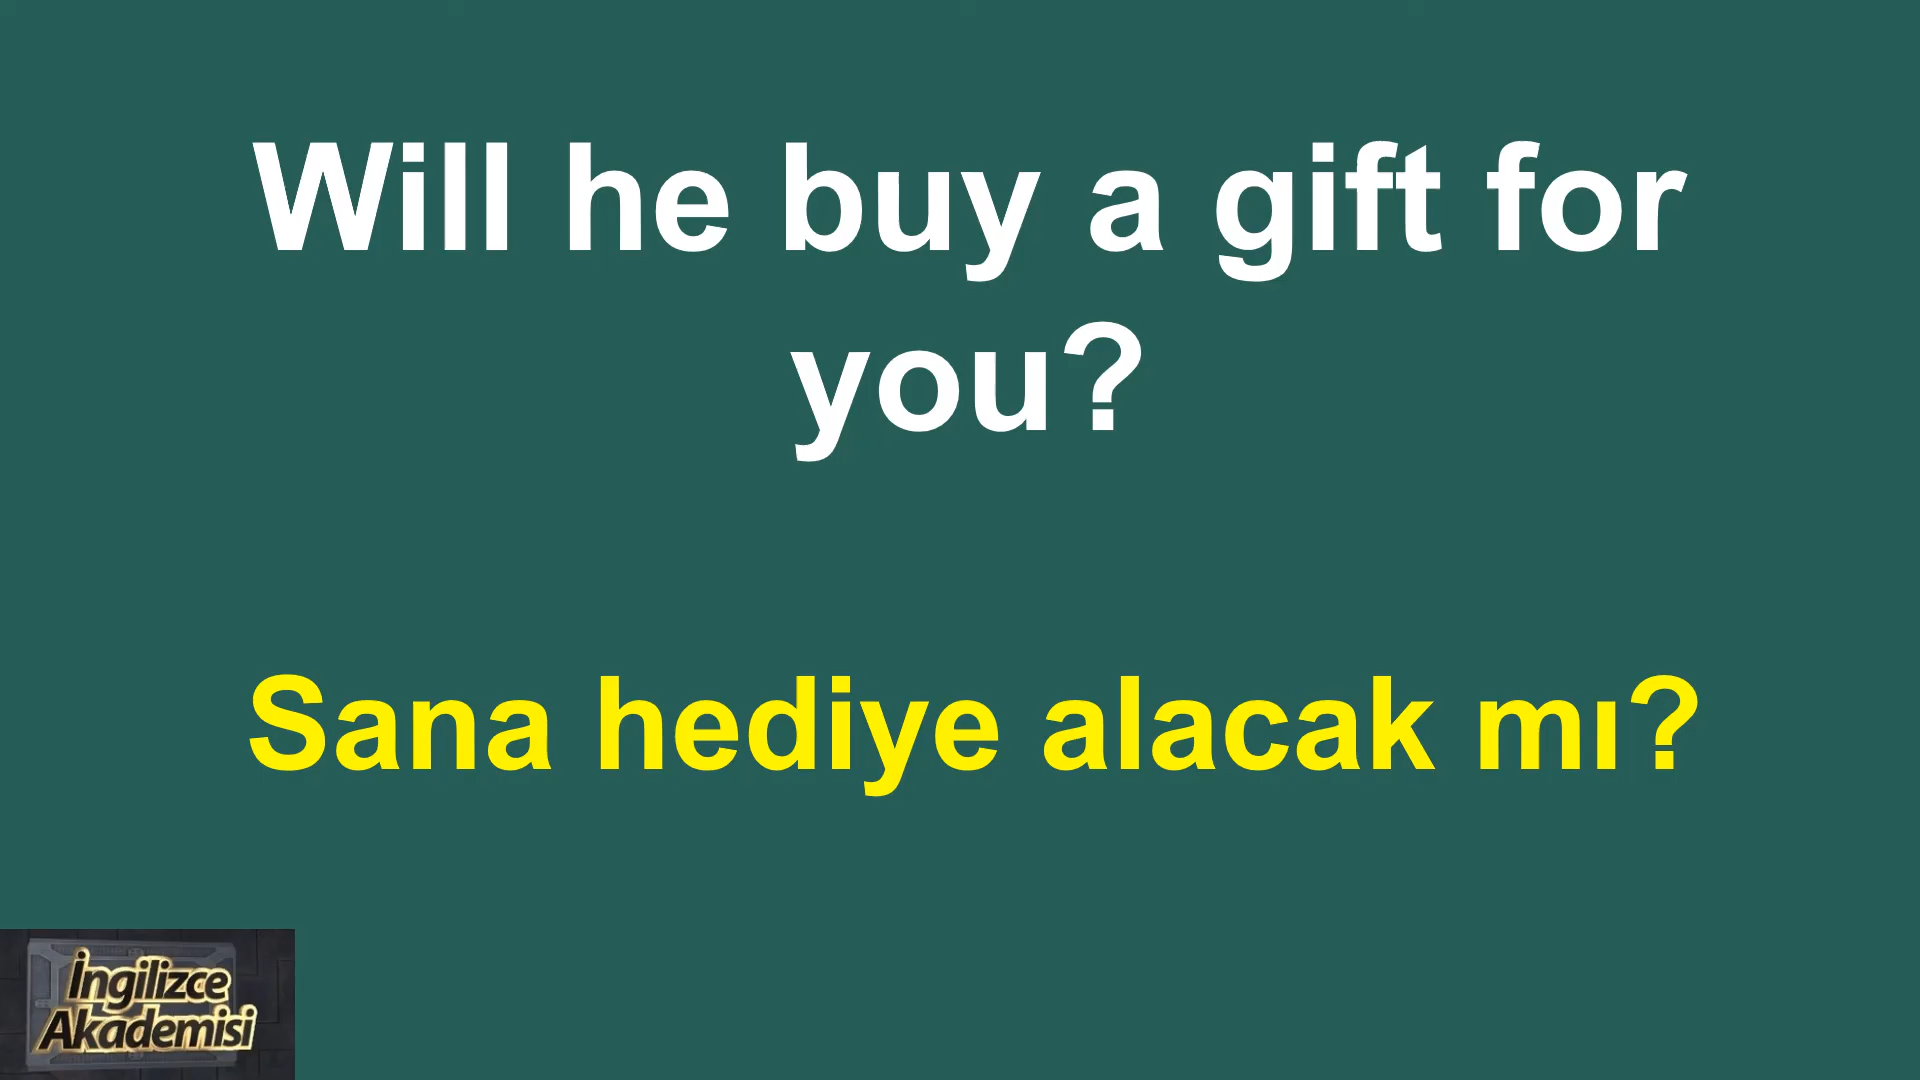 Will he buy a gift for
you?
Sana hediye alacak mı?
İngilizce
Akademisi